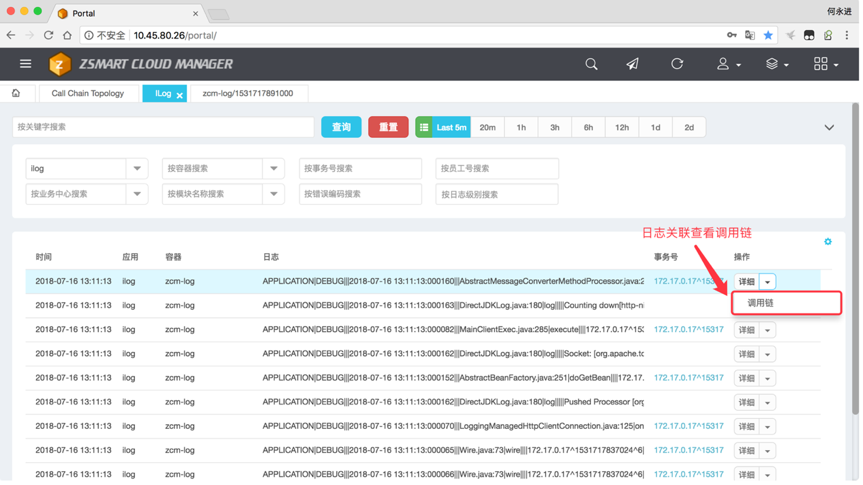 Portal
何永进
不安全 10.45.80.26/portal/
ZSMART CLOUD MANAGER
Call Chain Topology
ILog
zcm-log/1531717891000
按关键字搜索
查询
重置
Last 5m
20m
1h
3h
6h
12h
1d
2d
ilog
按容器搜索
按事务号搜索
按员工号搜索
按业务中心搜索
按模块名称搜索
按错误编码搜索
按日志级别搜索
日志关联查看调用链
时间 应用 容器 日志 事务号 操作
2018-07-16 13:11:13 ilog zcm-log APPLICATION|DEBUG|||2018-07-16 13:11:13:000160|||AbstractMessageConverterMethodProcessor.java:2 172.17.0.17^15317 详细
调用链
2018-07-16 13:11:13 ilog zcm-log APPLICATION|DEBUG|||2018-07-16 13:11:13:000163|||DirectJDKLog.java:180|log|||||Counting down[http-ni
2018-07-16 13:11:13 ilog zcm-log APPLICATION|DEBUG|||2018-07-16 13:11:13:000082|||MainClientExec.java:285|execute||||172.17.0.17^153 172.17.0.17^15317 详细
2018-07-16 13:11:13 ilog zcm-log APPLICATION|DEBUG|||2018-07-16 13:11:13:000162|||DirectJDKLog.java:180|log|||||Socket: [org.apache.tc 详细
2018-07-16 13:11:13 ilog zcm-log APPLICATION|DEBUG|||2018-07-16 13:11:13:000152|||AbstractBeanFactory.java:251|doGetBean||||172.17. 172.17.0.17^15317 详细
2018-07-16 13:11:13 ilog zcm-log APPLICATION|DEBUG|||2018-07-16 13:11:13:000162|||DirectJDKLog.java:180|log|||||Pushed Processor [org 详细
2018-07-16 13:11:13 ilog zcm-log APPLICATION|DEBUG|||2018-07-16 13:11:13:000070|||LoggingManagedHttpClientConnection.java:125|on 172.17.0.17^15317 详细
2018-07-16 13:11:13 ilog zcm-log APPLICATION|DEBUG|||2018-07-16 13:11:13:000065|||Wire.java:73|wire||||172.17.0.17^1531717837024^6| 172.17.0.17^15317 详细
2018-07-16 13:11:13 ilog zcm-log APPLICATION|DEBUG|||2018-07-16 13:11:13:000066|||Wire.java:73|wire||||172.17.0.17^1531717837024^6| 172.17.0.17^15317 详细